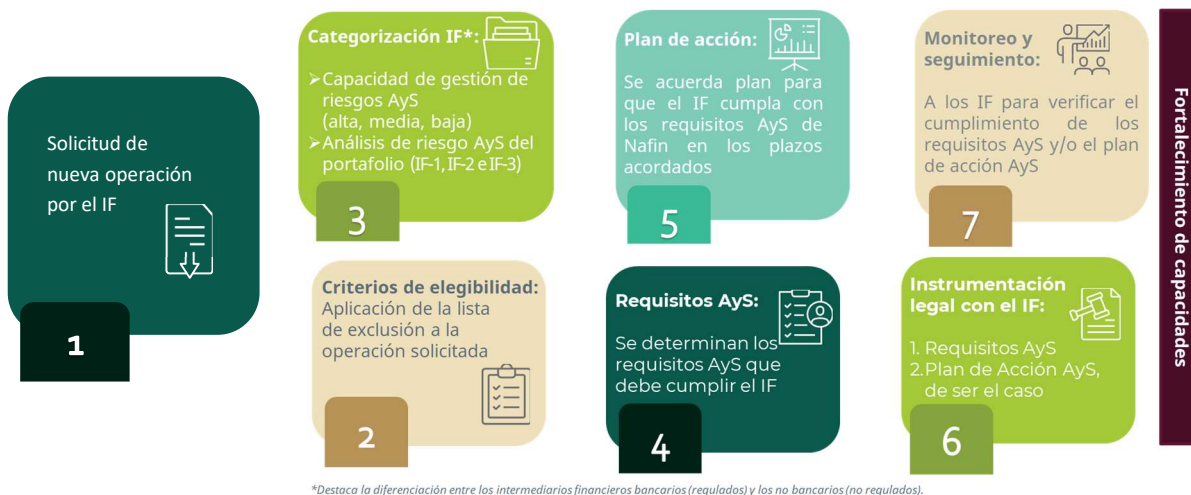 Solicitud de
nueva operación
por el IF
1
Criterios de elegibilidad:
Aplicación de la lista
de exclusión a la
operación solicitada
2
Categorización IF*:
➢Capacidad de gestión de
riesgos AyS
(alta, media, baja)
➢Análisis de riesgo AyS del
portafolio (IF-1, IF-2 e IF-3)
3
Requisitos AyS:
Se determinan los
requisitos AyS que
debe cumplir el IF
4
Plan de acción:
Se acuerda plan para
que el IF cumpla con
los requisitos AyS de
Nafin en los plazos
acordados
5
Instrumentación
legal con el IF:
1. Requisitos AyS
2. Plan de Acción AyS,
de ser el caso
6
Monitoreo y
seguimiento:
A los IF para verificar el
cumplimiento de los
requisitos AyS y/o el plan
de acción AyS
7
Fortalecimiento de capacidades
*Destaca la diferenciación entre los intermediarios financieros bancarios (regulados) y los no bancarios (no regulados).